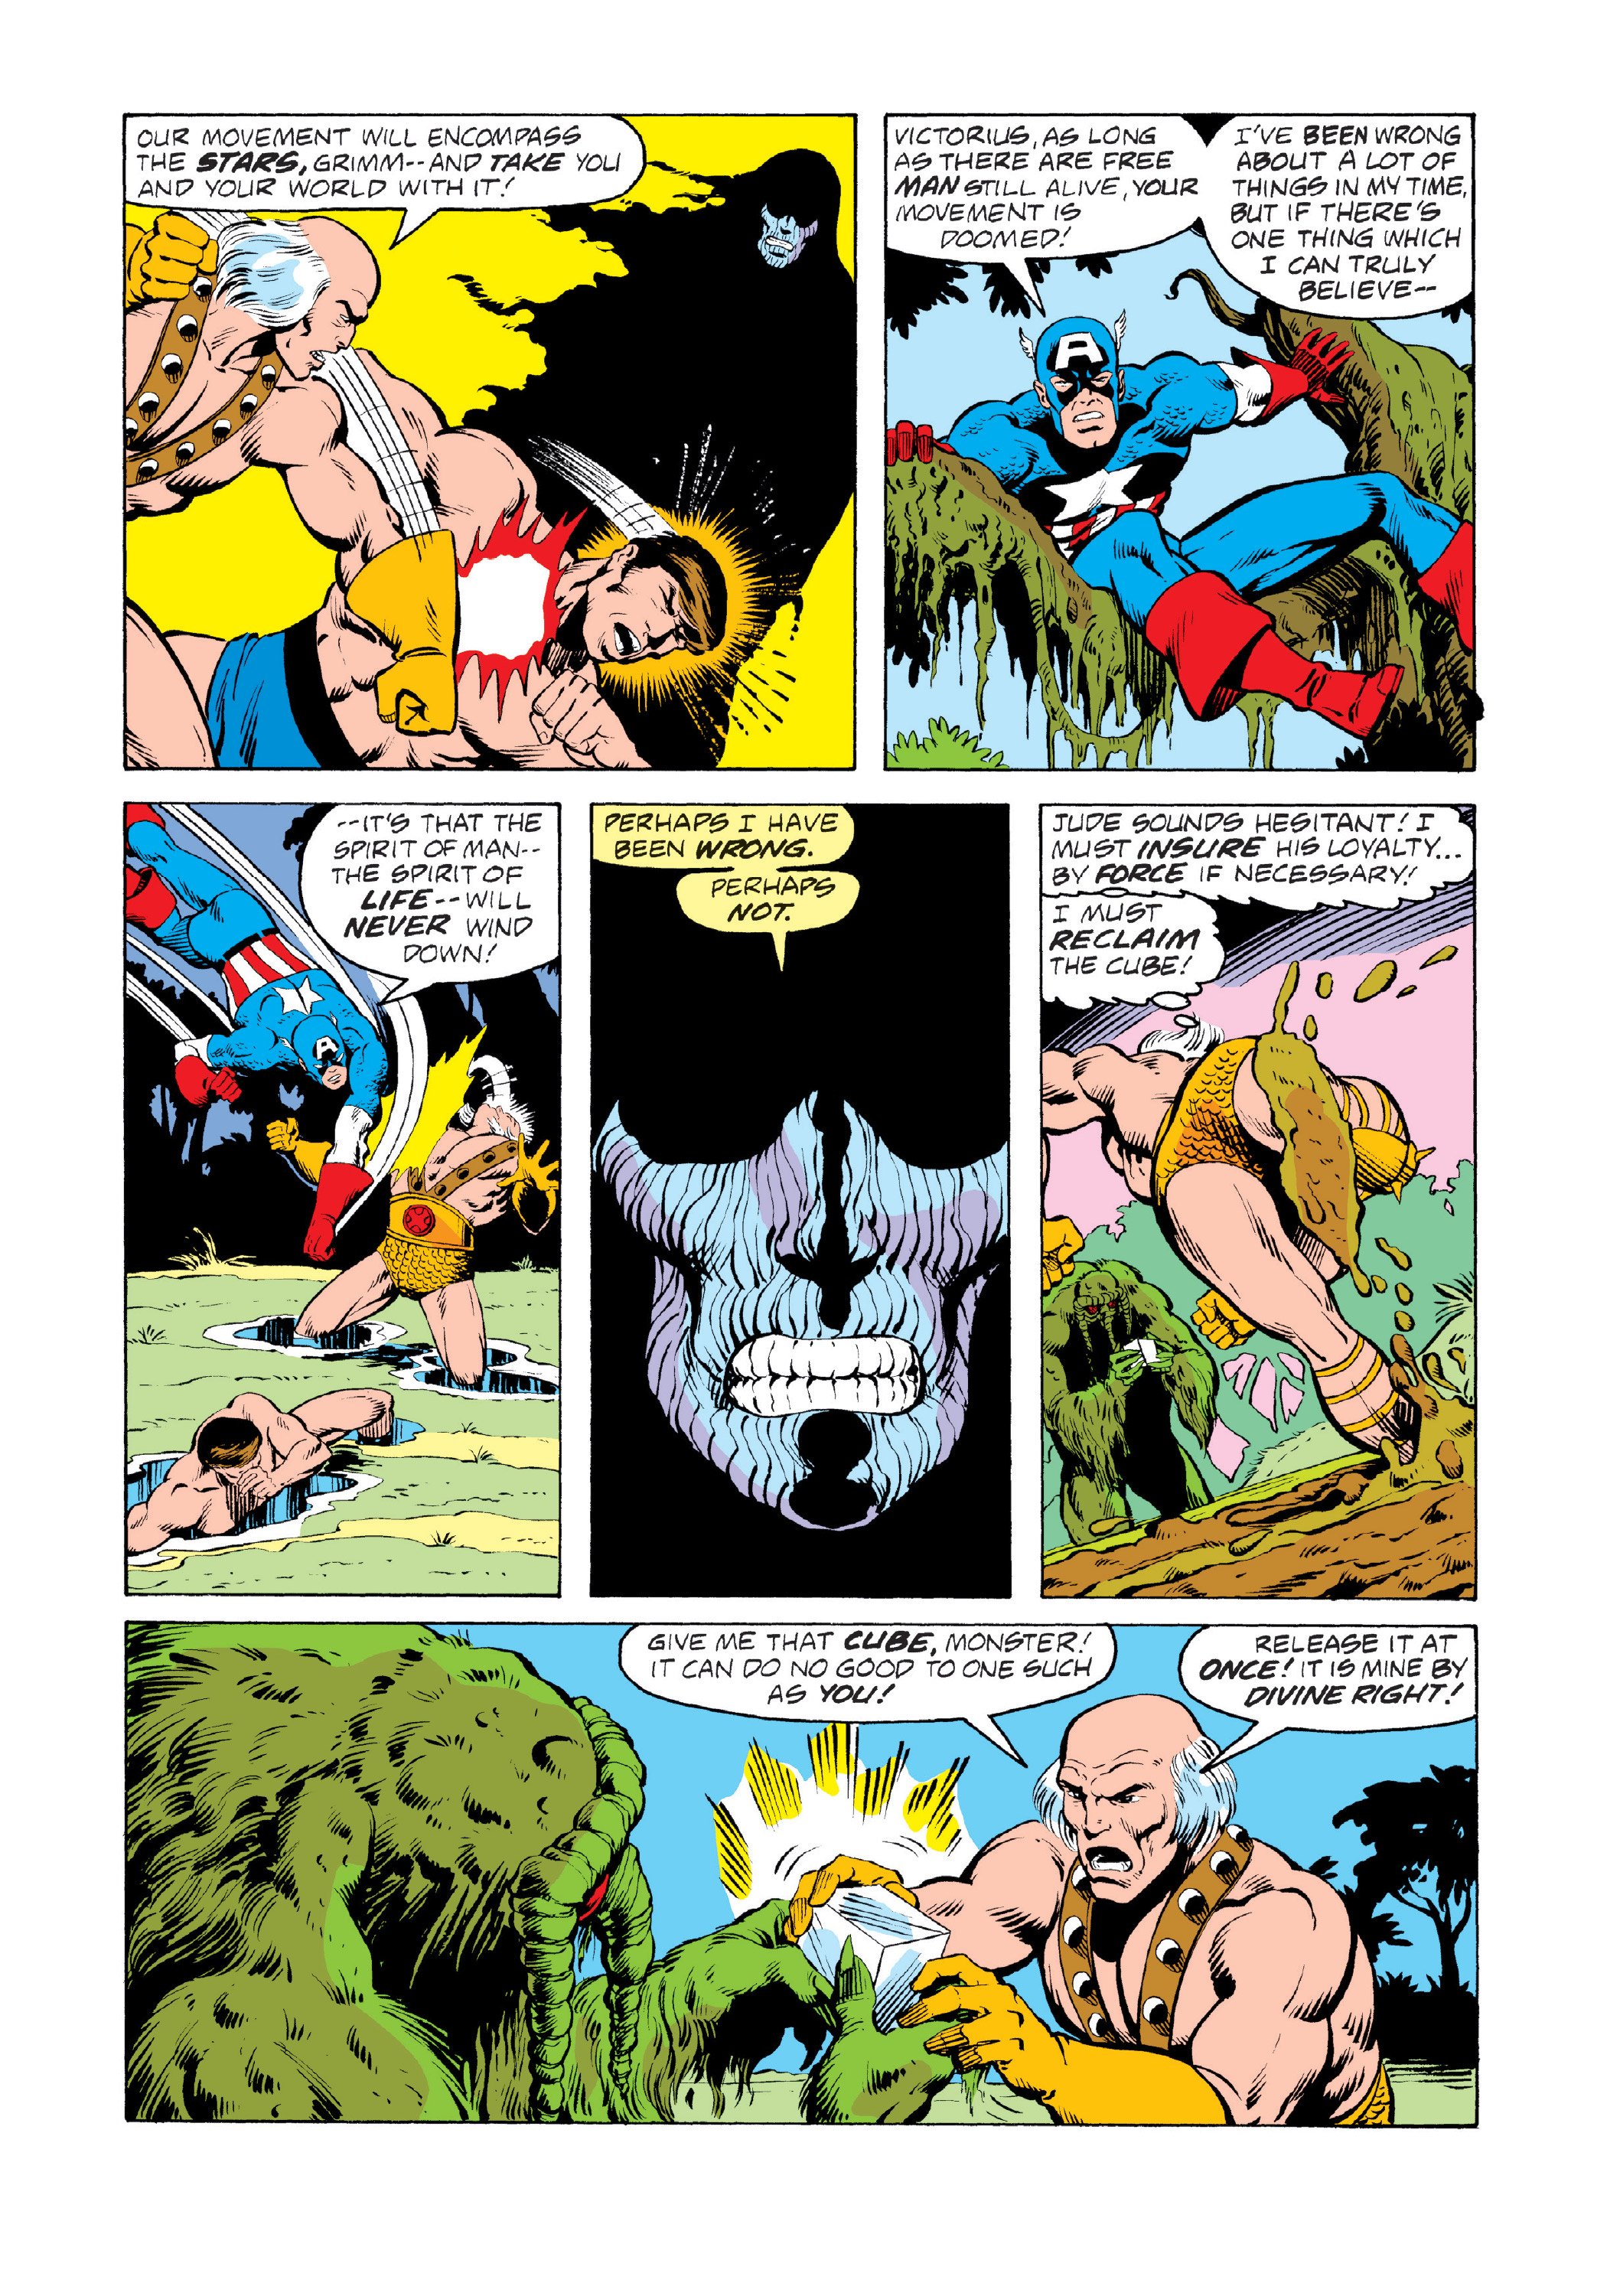 OUR MOVEMENT WILL ENCOMPASS
THE STARS, GRIMM--AND TAKE YOU
AND YOUR WORLD WITH IT!
VICTORIUS, AS LONG
AS THERE ARE FREE
MAN STILL ALIVE, YOUR
MOVEMENT IS
DOOMED!
I'VE BEEN WRONG
ABOUT A LOT OF
THINGS IN MY TIME,
BUT IF THERE'S
ONE THING WHICH
I CAN TRULY
BELIEVE--
A
--IT'S THAT THE
SPIRIT OF MAN--
THE SPIRIT OF
LIFE--WILL
NEVER WIND
DOWN!
A
PERHAPS I HAVE
BEEN WRONG.
PERHAPS
NOT.
JUDE SOUNDS HESITANT! I
MUST INSURE HIS LOYALTY...
BY FORCE IF NECESSARY!
I MUST
RECLAIM
THE CUBE!
GIVE ME THAT CUBE, MONSTER!
IT CAN DO NO GOOD TO ONE SUCH
AS YOU!
RELEASE IT AT
ONCE! IT IS MINE BY
DIVINE RIGHT!